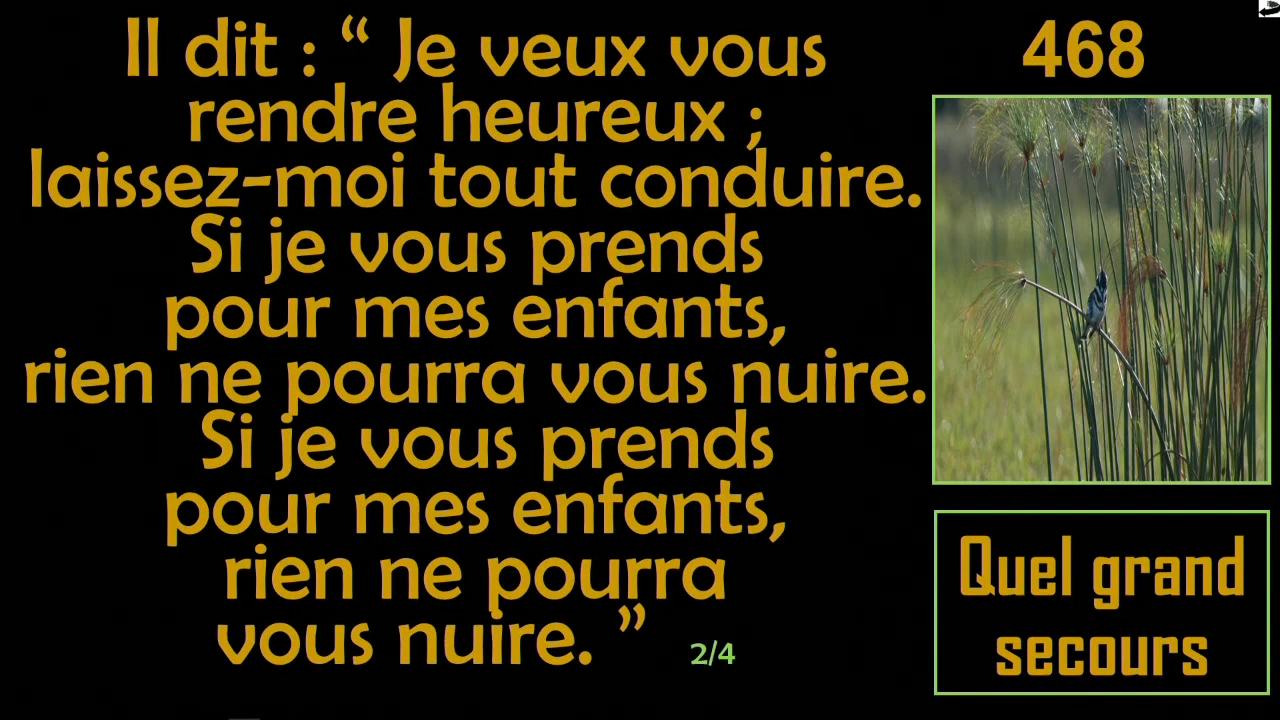 Il dit : “ Je veux vous
rendre heureux ;
laissez-moi tout conduire.
Si je vous prends
pour mes enfants,
rien ne pourra vous nuire.
Si je vous prends
pour mes enfants,
rien ne pourra
vous nuire. ”
2/4
468
Quel grand
secours